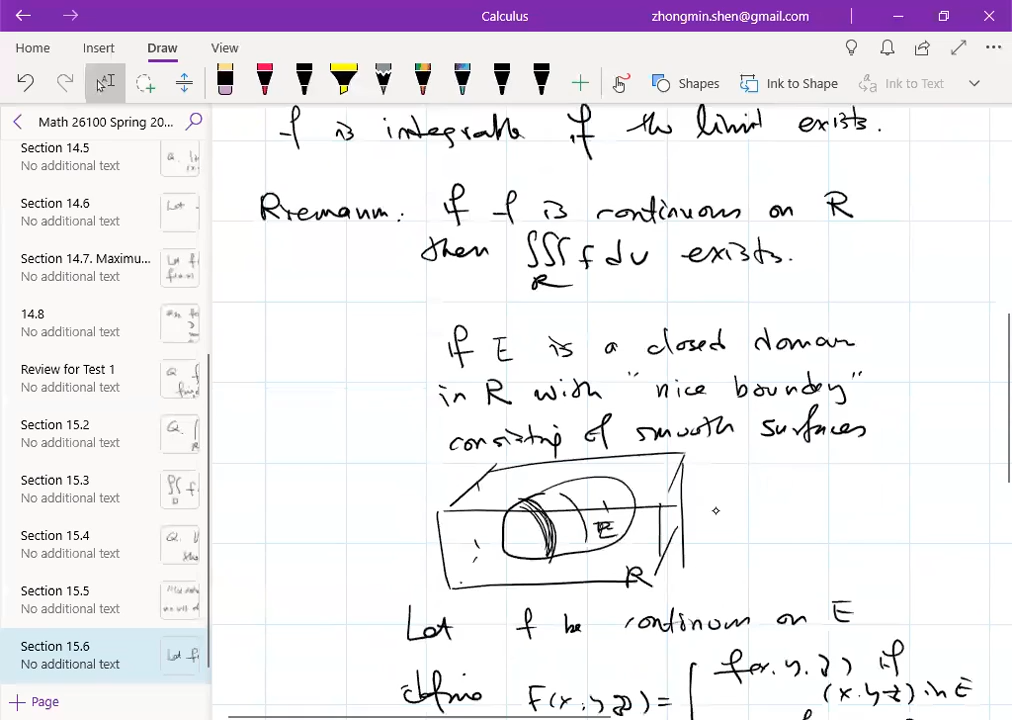 Calculus
zhongmin.shen@gmail.com
Home Insert Draw View
Shapes Ink to Shape Ink to Text
Math 26100 Spring 20...
Section 14.5
No additional text
Section 14.6
No additional text
Section 14.7. Maximu...
No additional text
14.8
No additional text
Review for Test 1
No additional text
Section 15.2
No additional text
Section 15.3
No additional text
Section 15.4
No additional text
Section 15.5
No additional text
Section 15.6
No additional text
Page
f is integrable if the limit exists.
Riemann. if f is continuous on R
then ∭ f dv exists.
R
if E is a closed domain
in R with "nice boundy"
consisting of smooth surfaces
E
R
Let f be continuous on E
define F(x,y,z) = f(x,y,z) if
(x,y,z) in E